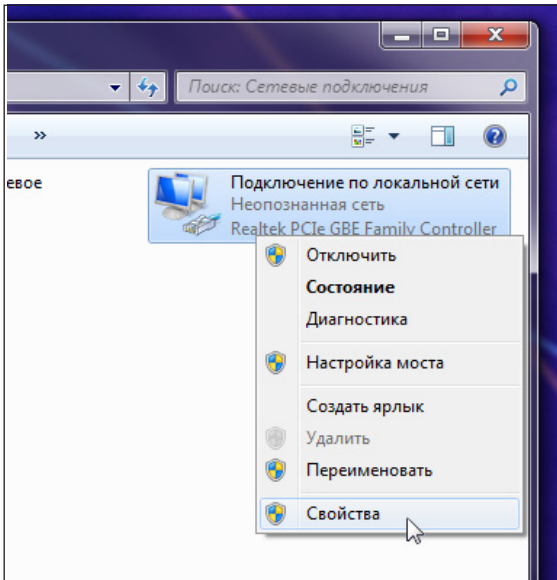 Поиск: Сетевые подключения
»
евое
Подключение по локальной сети
Неопознанная сеть
Realtek PCIe GBE Family Controller
Отключить
Состояние
Диагностика
Настройка моста
Создать ярлык
Удалить
Переименовать
Свойства